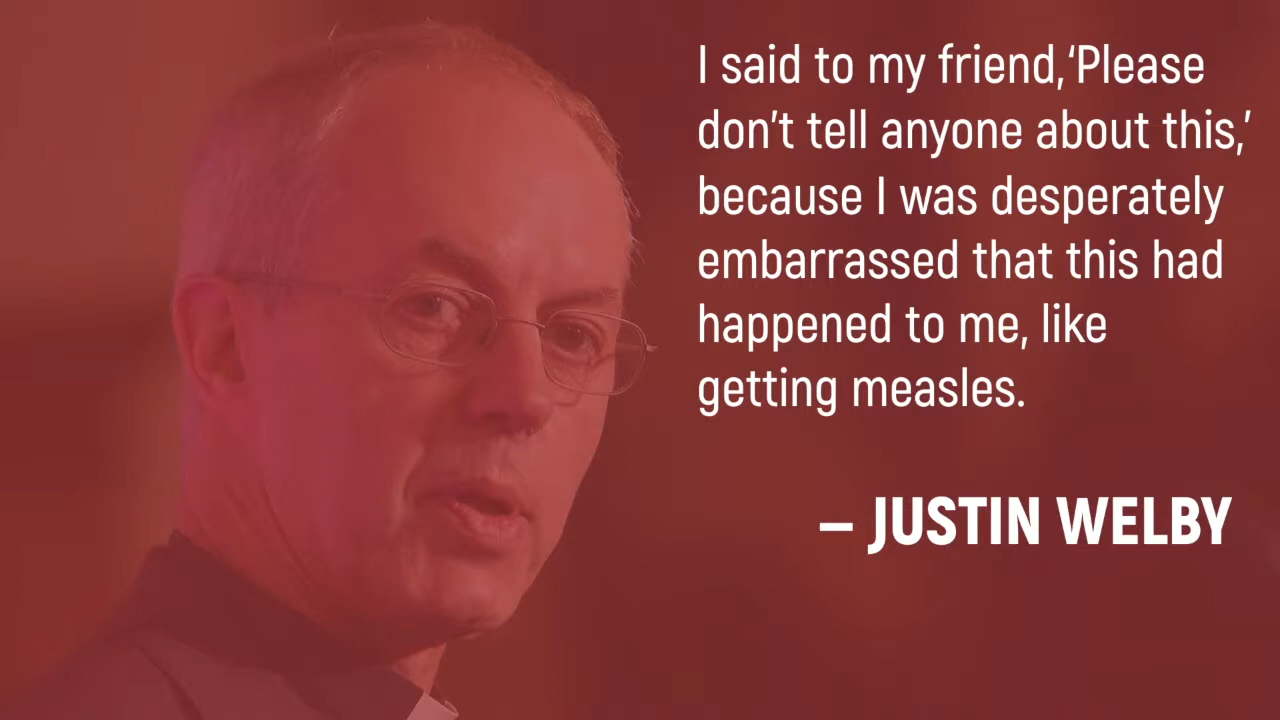 I said to my friend,‘Please
don’t tell anyone about this,’
because I was desperately
embarrassed that this had
happened to me, like
getting measles.
– JUSTIN WELBY